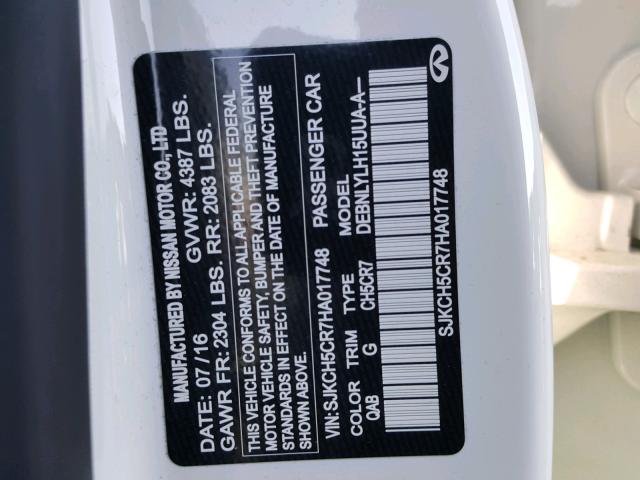 MANUFACTURED BY NISSAN MOTOR CO., LTD
DATE: 07/16 GVWR: 4387 LBS.
GAWR FR: 2304 LBS. RR: 2083 LBS.
THIS VEHICLE CONFORMS TO ALL APPLICABLE FEDERAL
MOTOR VEHICLE SAFETY, BUMPER AND THEFT PREVENTION
STANDARDS IN EFFECT ON THE DATE OF MANUFACTURE
SHOWN ABOVE.
VIN: SJKCH5CR7HA017748 PASSENGER CAR
COLOR TRIM TYPE MODEL
QAB G CH5CR7 DEBNLYLH15UUA-A—
SJKCH5CR7HA017748